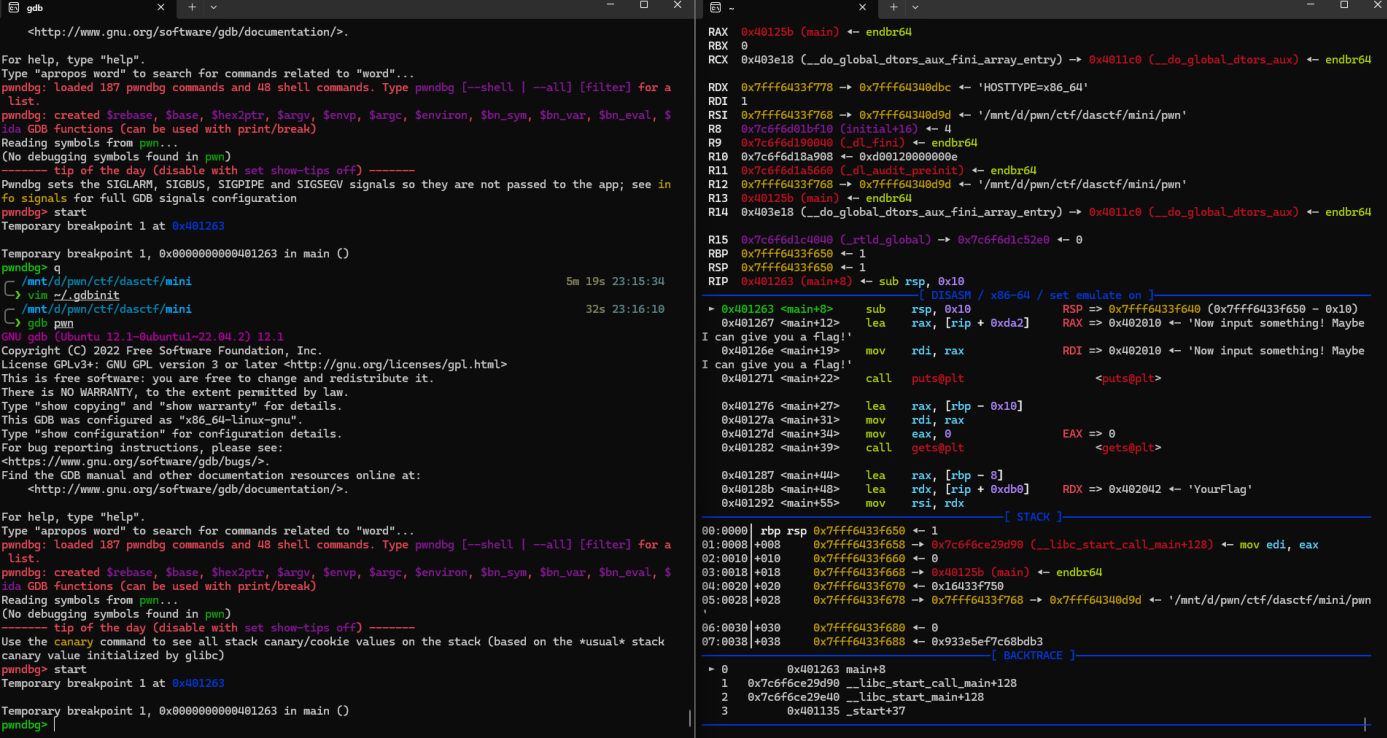 gdb
<http://www.gnu.org/software/gdb/documentation/>.
For help, type "help".
Type "apropos word" to search for commands related to "word"...
pwndbg: loaded 187 pwndbg commands and 48 shell commands. Type pwndbg [--shell | --all] [filter] for a
list.
pwndbg: created $rebase, $base, $hex2ptr, $argv, $envp, $argc, $environ, $bn_sym, $bn_var, $bn_eval, $
ida GDB functions (can be used with print/break)
Reading symbols from pwn...
(No debugging symbols found in pwn)
------- tip of the day (disable with set show-tips off) -------
Pwndbg sets the SIGLARM, SIGBUS, SIGPIPE and SIGSEGV signals so they are not passed to the app; see in
fo signals for full GDB signals configuration
pwndbg> start
Temporary breakpoint 1 at 0x401263
Temporary breakpoint 1, 0x0000000000401263 in main ()
pwndbg> q
/mnt/d/pwn/ctf/dasctf/mini 5m 19s 23:15:34
❯ vim ~/.gdbinit
/mnt/d/pwn/ctf/dasctf/mini 32s 23:16:10
❯ gdb pwn
GNU gdb (Ubuntu 12.1-0ubuntu1~22.04.2) 12.1
Copyright (C) 2022 Free Software Foundation, Inc.
License GPLv3+: GNU GPL version 3 or later <http://gnu.org/licenses/gpl.html>
This is free software: you are free to change and redistribute it.
There is NO WARRANTY, to the extent permitted by law.
Type "show copying" and "show warranty" for details.
This GDB was configured as "x86_64-linux-gnu".
Type "show configuration" for configuration details.
For bug reporting instructions, please see:
<https://www.gnu.org/software/gdb/bugs/>.
Find the GDB manual and other documentation resources online at:
<http://www.gnu.org/software/gdb/documentation/>.
For help, type "help".
Type "apropos word" to search for commands related to "word"...
pwndbg: loaded 187 pwndbg commands and 48 shell commands. Type pwndbg [--shell | --all] [filter] for a
list.
pwndbg: created $rebase, $base, $hex2ptr, $argv, $envp, $argc, $environ, $bn_sym, $bn_var, $bn_eval, $
ida GDB functions (can be used with print/break)
Reading symbols from pwn...
(No debugging symbols found in pwn)
------- tip of the day (disable with set show-tips off) -------
Use the canary command to see all stack canary/cookie values on the stack (based on the *usual* stack
canary value initialized by glibc)
pwndbg> start
Temporary breakpoint 1 at 0x401263
Temporary breakpoint 1, 0x0000000000401263 in main ()
pwndbg>
~
RAX 0x40125b (main) ◂— endbr64
RBX 0
RCX 0x403e18 (__do_global_dtors_aux_fini_array_entry) —▸ 0x4011c0 (__do_global_dtors_aux) ◂— endbr64
RDX 0x7fff6433f778 —▸ 0x7fff64340dbc ◂— 'HOSTTYPE=x86_64'
RDI 1
RSI 0x7fff6433f768 —▸ 0x7fff64340d9d ◂— '/mnt/d/pwn/ctf/dasctf/mini/pwn'
R8 0x7c6f6d01bf10 (initial+16) ◂— 4
R9 0x7c6f6d190040 (_dl_fini) ◂— endbr64
R10 0x7c6f6d18a908 ◂— 0xd00120000000e
R11 0x7c6f6d1a5660 (_dl_audit_preinit) ◂— endbr64
R12 0x7fff6433f768 —▸ 0x7fff64340d9d ◂— '/mnt/d/pwn/ctf/dasctf/mini/pwn'
R13 0x40125b (main) ◂— endbr64
R14 0x403e18 (__do_global_dtors_aux_fini_array_entry) —▸ 0x4011c0 (__do_global_dtors_aux) ◂— endbr64
R15 0x7c6f6d1c4040 (_rtld_global) —▸ 0x7c6f6d1c52e0 ◂— 0
RBP 0x7fff6433f650 ◂— 1
RSP 0x7fff6433f650 ◂— 1
RIP 0x401263 (main+8) ◂— sub rsp, 0x10
[ DISASM / x86-64 / set emulate on ]
► 0x401263 <main+8> sub rsp, 0x10 RSP => 0x7fff6433f640 (0x7fff6433f650 - 0x10)
0x401267 <main+12> lea rax, [rip + 0xda2] RAX => 0x402010 ◂— 'Now input something! Maybe
I can give you a flag!'
0x40126e <main+19> mov rdi, rax RDI => 0x402010 ◂— 'Now input something! Maybe
I can give you a flag!'
0x401271 <main+22> call puts@plt <puts@plt>
0x401276 <main+27> lea rax, [rbp - 0x10]
0x40127a <main+31> mov rdi, rax
0x40127d <main+34> mov eax, 0 EAX => 0
0x401282 <main+39> call gets@plt <gets@plt>
0x401287 <main+44> lea rax, [rbp - 8]
0x40128b <main+48> lea rdx, [rip + 0xdb0] RDX => 0x402042 ◂— 'YourFlag'
0x401292 <main+55> mov rsi, rdx
[ STACK ]
00:0000│ rbp rsp 0x7fff6433f650 ◂— 1
01:0008│+008 0x7fff6433f658 —▸ 0x7c6f6ce29d90 (__libc_start_call_main+128) ◂— mov edi, eax
02:0010│+010 0x7fff6433f660 ◂— 0
03:0018│+018 0x7fff6433f668 —▸ 0x40125b (main) ◂— endbr64
04:0020│+020 0x7fff6433f670 ◂— 0x16433f750
05:0028│+028 0x7fff6433f678 —▸ 0x7fff6433f768 —▸ 0x7fff64340d9d ◂— '/mnt/d/pwn/ctf/dasctf/mini/pwn
'
06:0030│+030 0x7fff6433f680 ◂— 0
07:0038│+038 0x7fff6433f688 ◂— 0x933e5ef7c68bdb3
[ BACKTRACE ]
► 0 0x401263 main+8
1 0x7c6f6ce29d90 __libc_start_call_main+128
2 0x7c6f6ce29e40 __libc_start_main+128
3 0x401135 _start+37